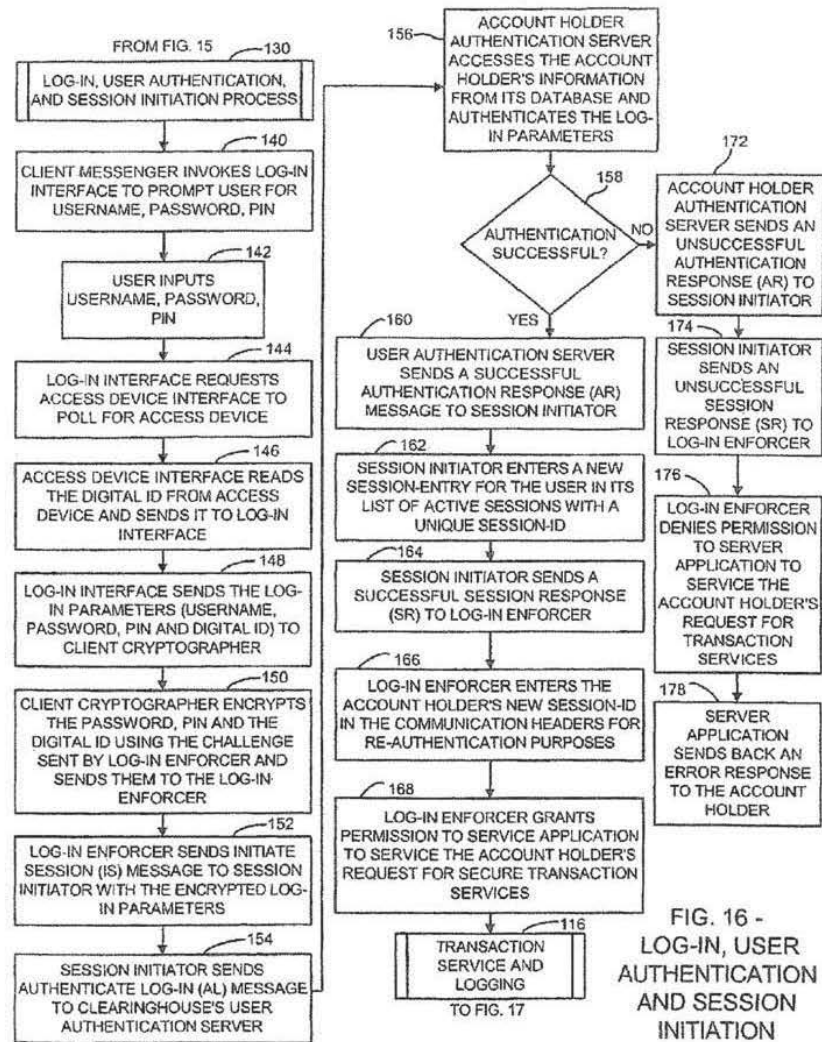 FROM FIG. 15
130
LOG-IN, USER AUTHENTICATION,
AND SESSION INITIATION PROCESS
140
CLIENT MESSENGER INVOKES LOG-IN
INTERFACE TO PROMPT USER FOR
USERNAME, PASSWORD, PIN
142
USER INPUTS
USERNAME, PASSWORD,
PIN
144
LOG-IN INTERFACE REQUESTS
ACCESS DEVICE INTERFACE TO
POLL FOR ACCESS DEVICE
146
ACCESS DEVICE INTERFACE READS
THE DIGITAL ID FROM ACCESS
DEVICE AND SENDS IT TO LOG-IN
INTERFACE
148
LOG-IN INTERFACE SENDS THE LOG-
IN PARAMETERS (USERNAME,
PASSWORD, PIN AND DIGITAL ID) TO
CLIENT CRYPTOGRAPHER
150
CLIENT CRYPTOGRAPHER ENCRYPTS
THE PASSWORD, PIN AND THE
DIGITAL ID USING THE CHALLENGE
SENT BY LOG-IN ENFORCER AND
SENDS THEM TO THE LOG-IN
ENFORCER
152
LOG-IN ENFORCER SENDS INITIATE
SESSION (IS) MESSAGE TO SESSION
INITIATOR WITH THE ENCRYPTED LOG-
IN PARAMETERS
154
SESSION INITIATOR SENDS
AUTHENTICATE LOG-IN (AL) MESSAGE
TO CLEARINGHOUSE'S USER
AUTHENTICATION SERVER
156
ACCOUNT HOLDER
AUTHENTICATION SERVER
ACCESSES THE ACCOUNT
HOLDER'S INFORMATION
FROM ITS DATABASE AND
AUTHENTICATES THE LOG-
IN PARAMETERS
158
AUTHENTICATION
SUCCESSFUL?
NO
YES
160
USER AUTHENTICATION SERVER
SENDS A SUCCESSFUL
AUTHENTICATION RESPONSE (AR)
MESSAGE TO SESSION INITIATOR
162
SESSION INITIATOR ENTERS A NEW
SESSION-ENTRY FOR THE USER IN ITS
LIST OF ACTIVE SESSIONS WITH A
UNIQUE SESSION-ID
164
SESSION INITIATOR SENDS A
SUCCESSFUL SESSION RESPONSE
(SR) TO LOG-IN ENFORCER
166
LOG-IN ENFORCER ENTERS THE
ACCOUNT HOLDER'S NEW SESSION-ID
IN THE COMMUNICATION HEADERS FOR
RE-AUTHENTICATION PURPOSES
168
LOG-IN ENFORCER GRANTS
PERMISSION TO SERVICE APPLICATION
TO SERVICE THE ACCOUNT HOLDER'S
REQUEST FOR SECURE TRANSACTION
SERVICES
116
TRANSACTION
SERVICE AND
LOGGING
TO FIG. 17
172
ACCOUNT HOLDER
AUTHENTICATION
SERVER SENDS AN
UNSUCCESSFUL
AUTHENTICATION
RESPONSE (AR) TO
SESSION INITIATOR
174
SESSION INITIATOR
SENDS AN
UNSUCCESSFUL
SESSION
RESPONSE (SR) TO
LOG-IN ENFORCER
176
LOG-IN ENFORCER
DENIES PERMISSION
TO SERVER
APPLICATION TO
SERVICE THE
ACCOUNT HOLDER'S
REQUEST FOR
TRANSACTION
SERVICES
178
SERVER
APPLICATION
SENDS BACK AN
ERROR RESPONSE
TO THE ACCOUNT
HOLDER
FIG. 16 -
LOG-IN, USER
AUTHENTICATION
AND SESSION
INITIATION